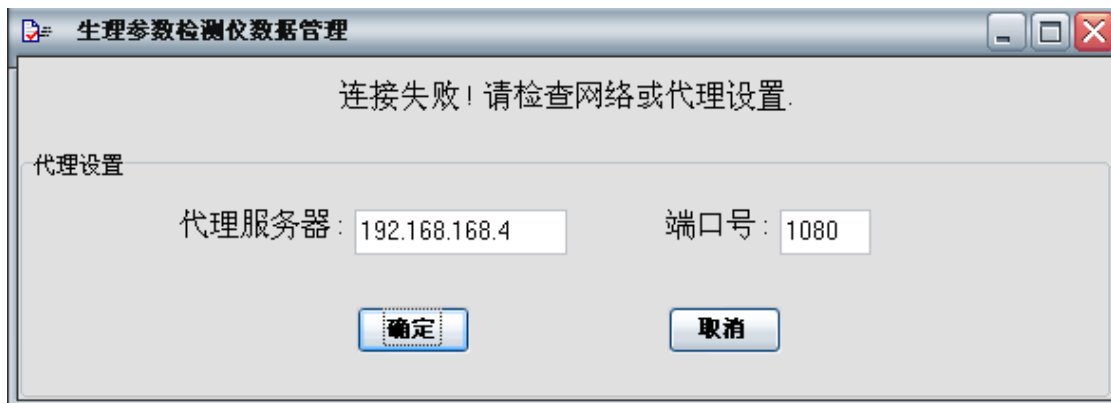 生理参数检测仪数据管理
连接失败!请检查网络或代理设置.
代理设置
代理服务器: 192.168.168.4 端口号: 1080
确定 取消